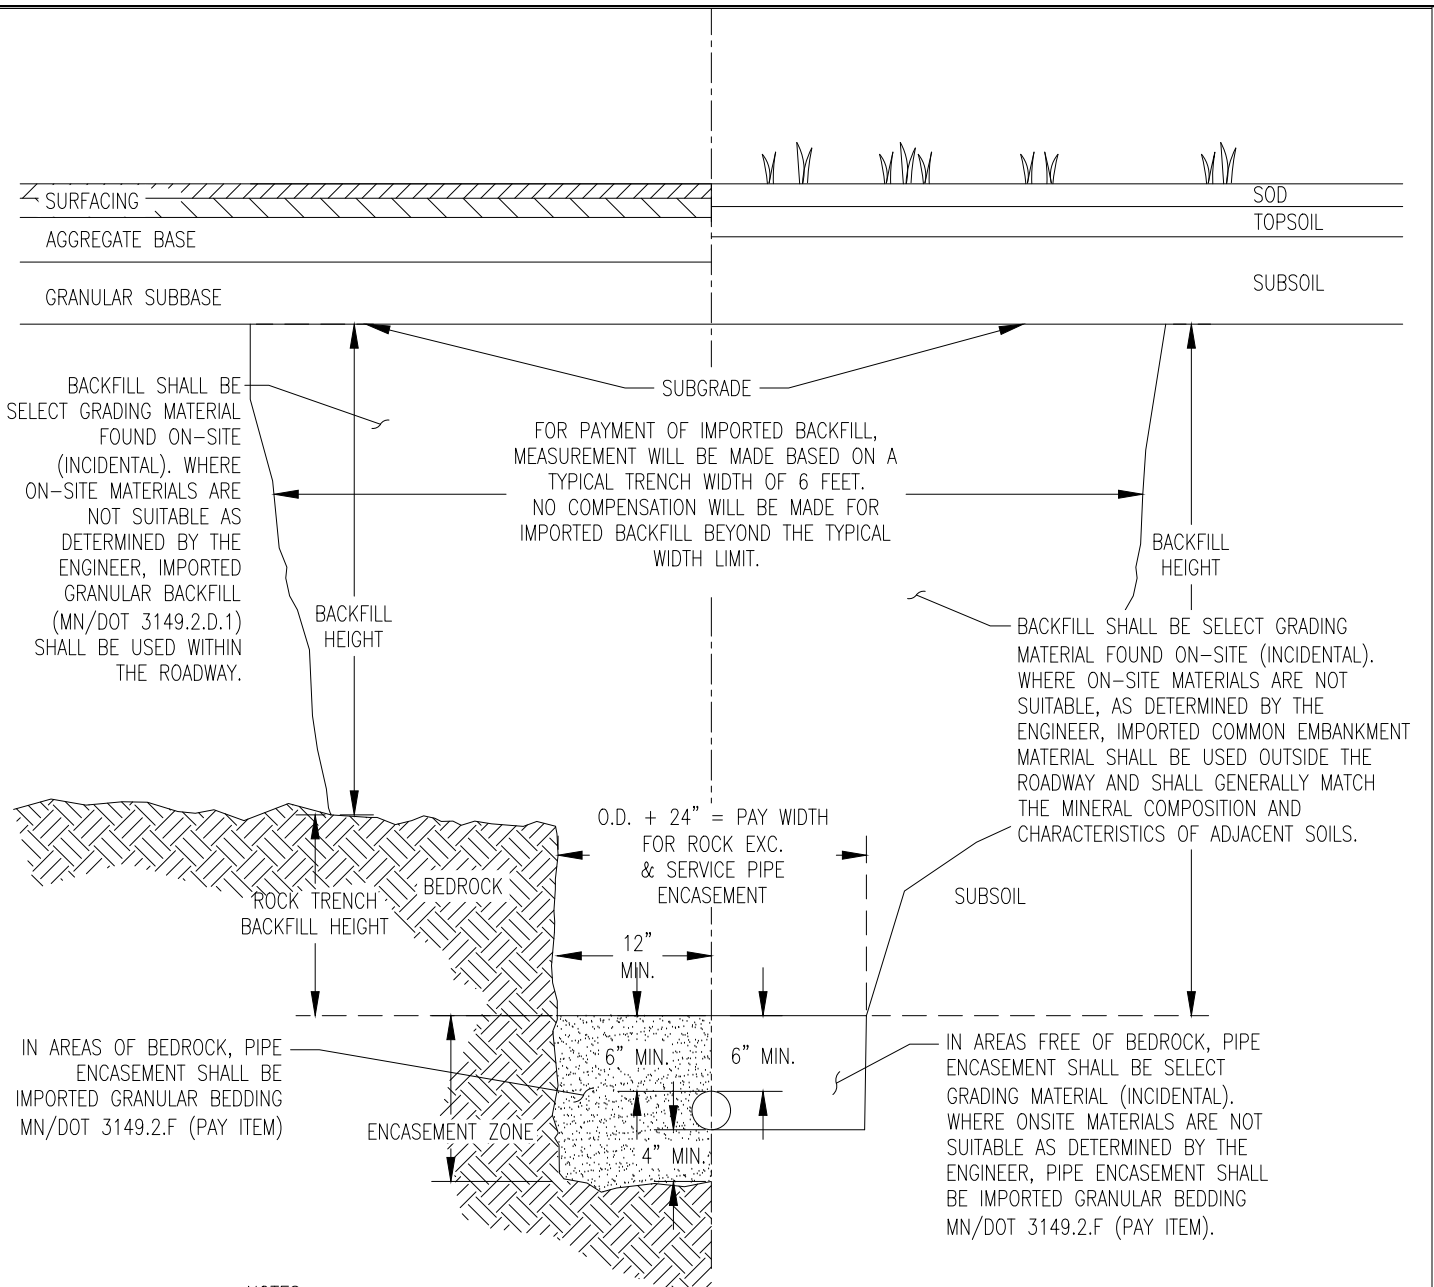 SURFACING
AGGREGATE BASE
GRANULAR SUBBASE
SOD
TOPSOIL
SUBSOIL
SUBGRADE
BACKFILL SHALL BE
SELECT GRADING MATERIAL
FOUND ON-SITE
(INCIDENTAL). WHERE
ON-SITE MATERIALS ARE
NOT SUITABLE AS
DETERMINED BY THE
ENGINEER, IMPORTED
GRANULAR BACKFILL
(MN/DOT 3149.2.D.1)
SHALL BE USED WITHIN
THE ROADWAY.
BACKFILL
HEIGHT
FOR PAYMENT OF IMPORTED BACKFILL,
MEASUREMENT WILL BE MADE BASED ON A
TYPICAL TRENCH WIDTH OF 6 FEET.
NO COMPENSATION WILL BE MADE FOR
IMPORTED BACKFILL BEYOND THE TYPICAL
WIDTH LIMIT.
BACKFILL
HEIGHT
BACKFILL SHALL BE SELECT GRADING
MATERIAL FOUND ON-SITE (INCIDENTAL).
WHERE ON-SITE MATERIALS ARE NOT
SUITABLE, AS DETERMINED BY THE
ENGINEER, IMPORTED COMMON EMBANKMENT
MATERIAL SHALL BE USED OUTSIDE THE
ROADWAY AND SHALL GENERALLY MATCH
THE MINERAL COMPOSITION AND
CHARACTERISTICS OF ADJACENT SOILS.
O.D. + 24" = PAY WIDTH
FOR ROCK EXC.
& SERVICE PIPE
ENCASEMENT
BEDROCK
ROCK TRENCH
BACKFILL HEIGHT
SUBSOIL
12"
MIN.
6" MIN.
6" MIN.
4" MIN.
ENCASEMENT ZONE
IN AREAS OF BEDROCK, PIPE
ENCASEMENT SHALL BE
IMPORTED GRANULAR BEDDING
MN/DOT 3149.2.F (PAY ITEM)
IN AREAS FREE OF BEDROCK, PIPE
ENCASEMENT SHALL BE SELECT
GRADING MATERIAL (INCIDENTAL).
WHERE ONSITE MATERIALS ARE NOT
SUITABLE AS DETERMINED BY THE
ENGINEER, PIPE ENCASEMENT SHALL
BE IMPORTED GRANULAR BEDDING
MN/DOT 3149.2.F (PAY ITEM).